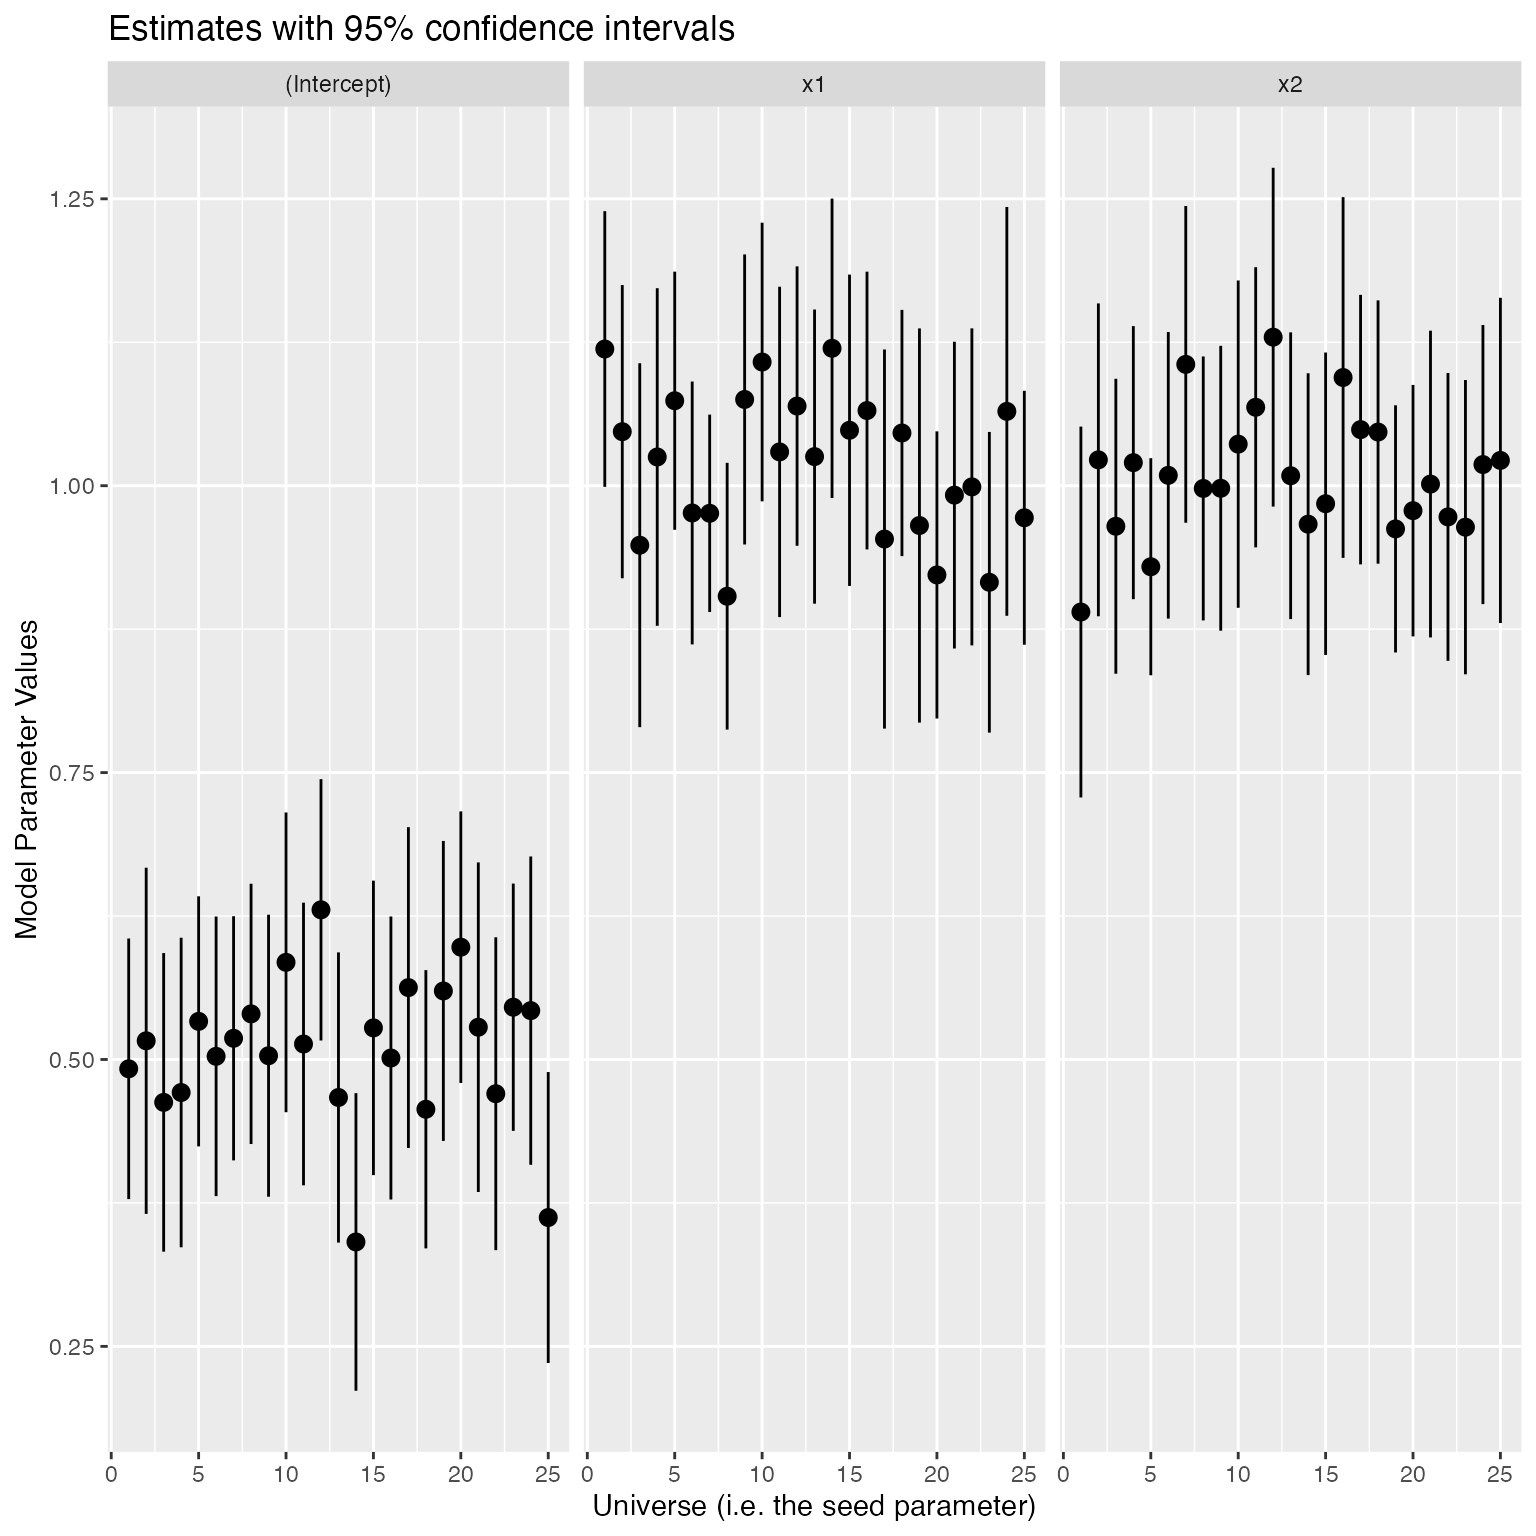 Estimates with 95% confidence intervals
(Intercept) x1 x2
Model Parameter Values
1.25
1.00
0.75
0.50
0.25
0 5 10 15 20 25 0 5 10 15 20 25 0 5 10 15 20 25
Universe (i.e. the seed parameter)